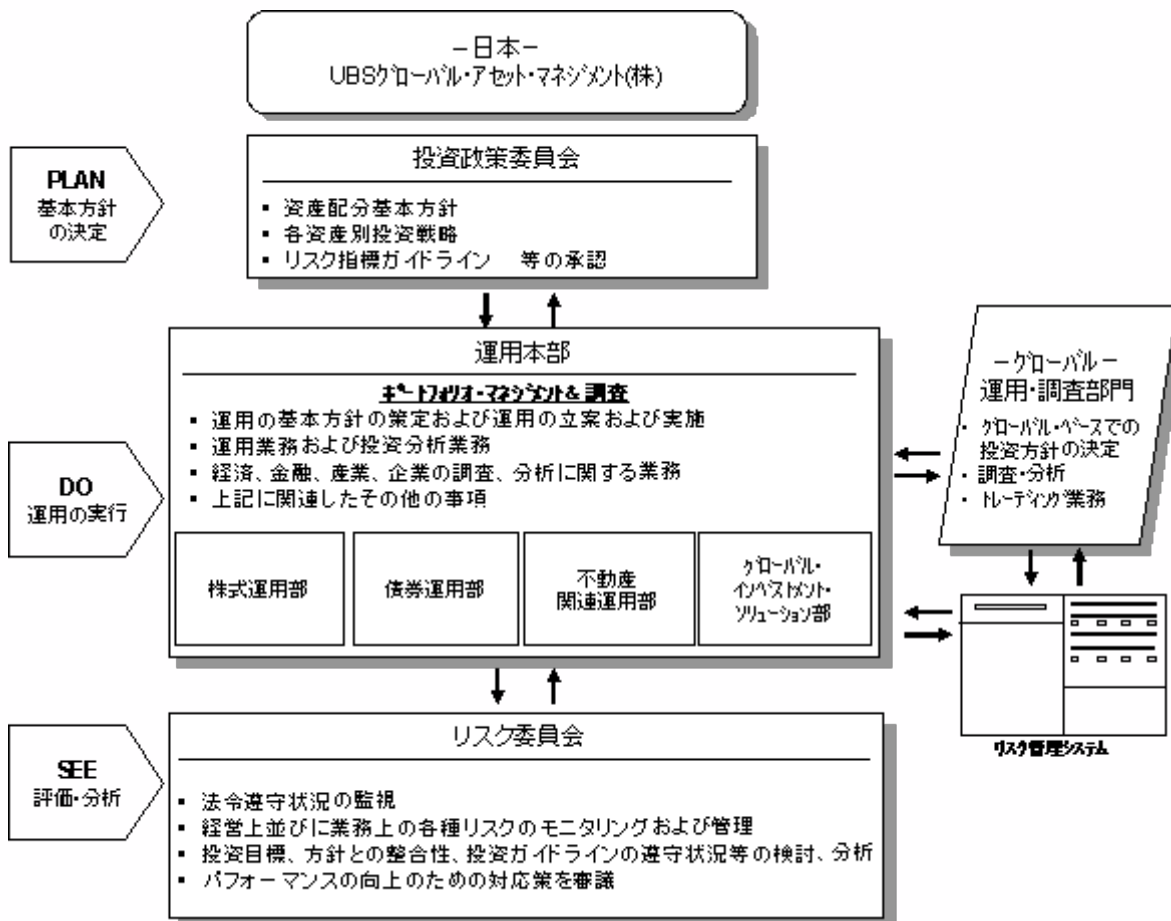 －日本－
UBSグローバル・アセット・マネジメント(株)
PLAN
基本方針
の決定
投資政策委員会
▪ 資産配分基本方針
▪ 各資産別投資戦略
▪ リスク指標ガイドライン　等の承認
DO
運用の実行
運用本部
ポートフォリオ・マネジメント& 調査
▪ 運用の基本方針の策定および運用の立案および実施
▪ 運用業務および投資分析業務
▪ 経済、金融、産業、企業の調査、分析に関する業務
▪ 上記に関連したその他の事項
株式運用部
債券運用部
不動産
関連運用部
グローバル・
インベストメント・
ソリューション部
－グローバル－
運用・調査部門
・ グローバル・ベースでの
投資方針の決定
・ 調査・分析
・ トレーディング業務
リスク管理システム
SEE
評価・分析
リスク委員会
▪ 法令遵守状況の監視
▪ 経営上並びに業務上の各種リスクのモニタリングおよび管理
▪ 投資目標、方針との整合性、投資ガイドラインの遵守状況等の検討、分析
▪ パフォーマンスの向上のための対応策を審議